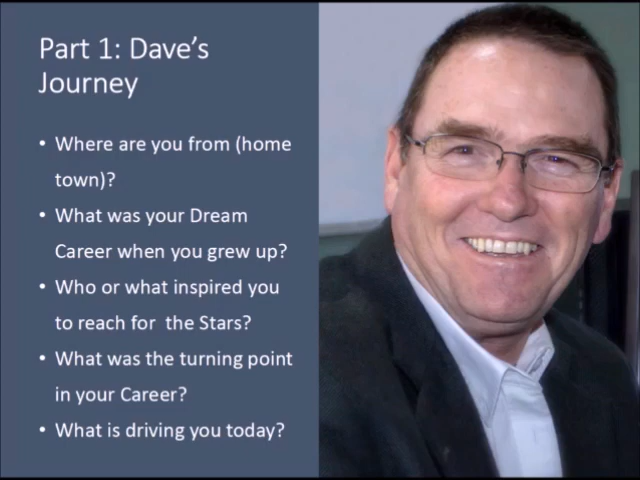 Part 1: Dave's
Journey
• Where are you from (home
town)?
• What was your Dream
Career when you grew up?
• Who or what inspired you
to reach for  the Stars?
• What was the turning point
in your Career?
• What is driving you today?